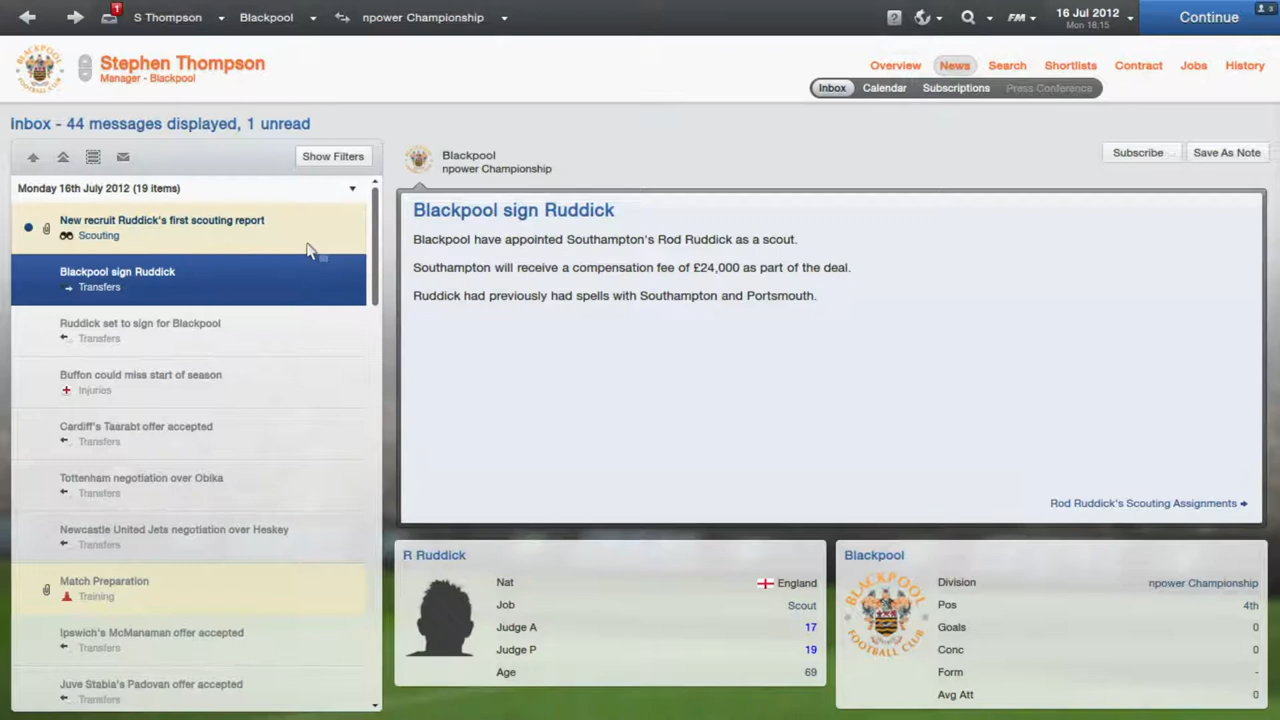 1
S Thompson
Blackpool
npower Championship
?
FM
16 Jul 2012
Mon 18:15
3
Continue
Stephen Thompson
Manager - Blackpool
Overview News Search Shortlists Contract Jobs History
Inbox Calendar Subscriptions Press Conference
Inbox - 44 messages displayed, 1 unread
Show Filters
Monday 16th July 2012 (19 items)
New recruit Ruddick's first scouting report
Scouting
Blackpool sign Ruddick
Transfers
Ruddick set to sign for Blackpool
Transfers
Buffon could miss start of season
Injuries
Cardiff's Taarabt offer accepted
Transfers
Tottenham negotiation over Obika
Transfers
Newcastle United Jets negotiation over Heskey
Transfers
Match Preparation
Training
Ipswich's McManaman offer accepted
Transfers
Juve Stabia's Padovan offer accepted
Transfers
Blackpool
npower Championship
Subscribe
Save As Note
Blackpool sign Ruddick
Blackpool have appointed Southampton's Rod Ruddick as a scout.
Southampton will receive a compensation fee of £24,000 as part of the deal.
Ruddick had previously had spells with Southampton and Portsmouth.
Rod Ruddick's Scouting Assignments
R Ruddick
Nat England
Job Scout
Judge A 17
Judge P 19
Age 69
Blackpool
BLACKPOOL
FOOTBALL CLUB
Division npower Championship
Pos 4th
Goals 0
Conc 0
Form -
Avg Att 0